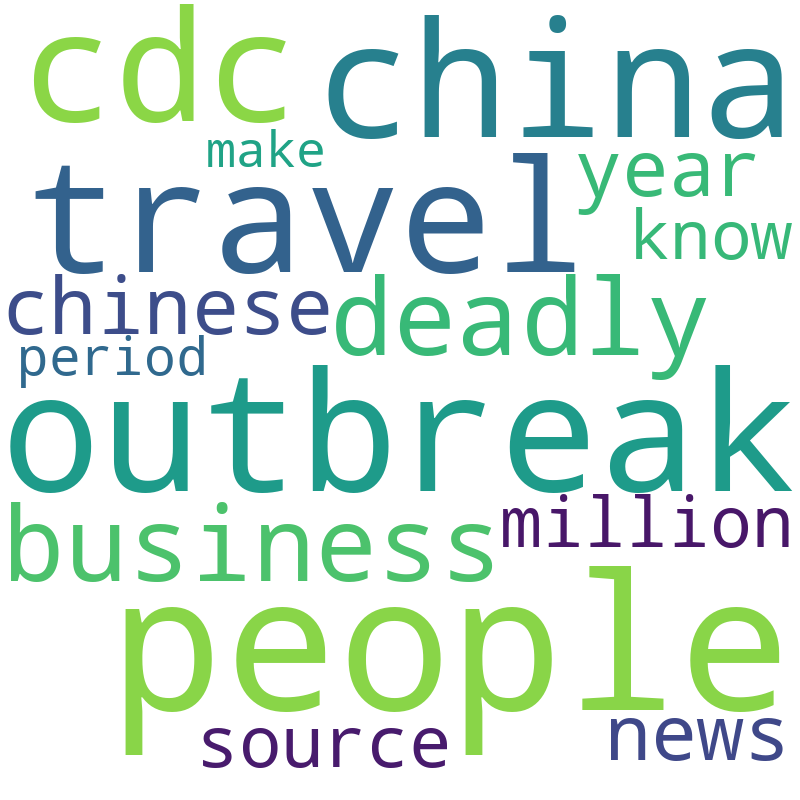 cdc china
make
travel year
know
chinese deadly
period
outbreak
business million
people
source news